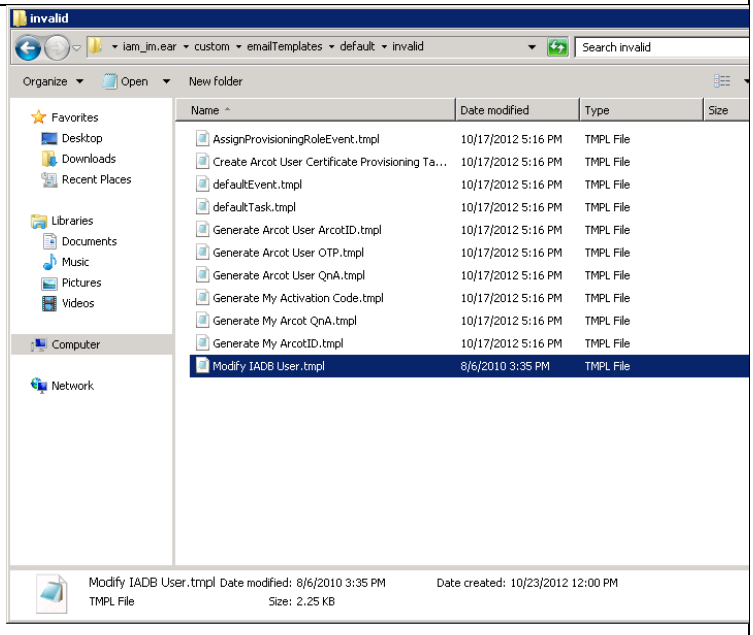 invalid
iam_im.ear custom emailTemplates default invalid Search invalid
Organize Open New folder
Favorites
Desktop
Downloads
Recent Places
Libraries
Documents
Music
Pictures
Videos
Computer
Network
Name Date modified Type Size
AssignProvisioningRoleEvent.tmpl 10/17/2012 5:16 PM TMPL File
Create Arcot User Certificate Provisioning Ta... 10/17/2012 5:16 PM TMPL File
defaultEvent.tmpl 10/17/2012 5:16 PM TMPL File
defaultTask.tmpl 10/17/2012 5:16 PM TMPL File
Generate Arcot User ArcotID.tmpl 10/17/2012 5:16 PM TMPL File
Generate Arcot User OTP.tmpl 10/17/2012 5:16 PM TMPL File
Generate Arcot User QnA.tmpl 10/17/2012 5:16 PM TMPL File
Generate My Activation Code.tmpl 10/17/2012 5:16 PM TMPL File
Generate My Arcot QnA.tmpl 10/17/2012 5:16 PM TMPL File
Generate My ArcotID.tmpl 10/17/2012 5:16 PM TMPL File
Modify IADB User.tmpl 8/6/2010 3:35 PM TMPL File
Modify IADB User.tmpl Date modified: 8/6/2010 3:35 PM Date created: 10/23/2012 12:00 PM
TMPL File Size: 2.25 KB